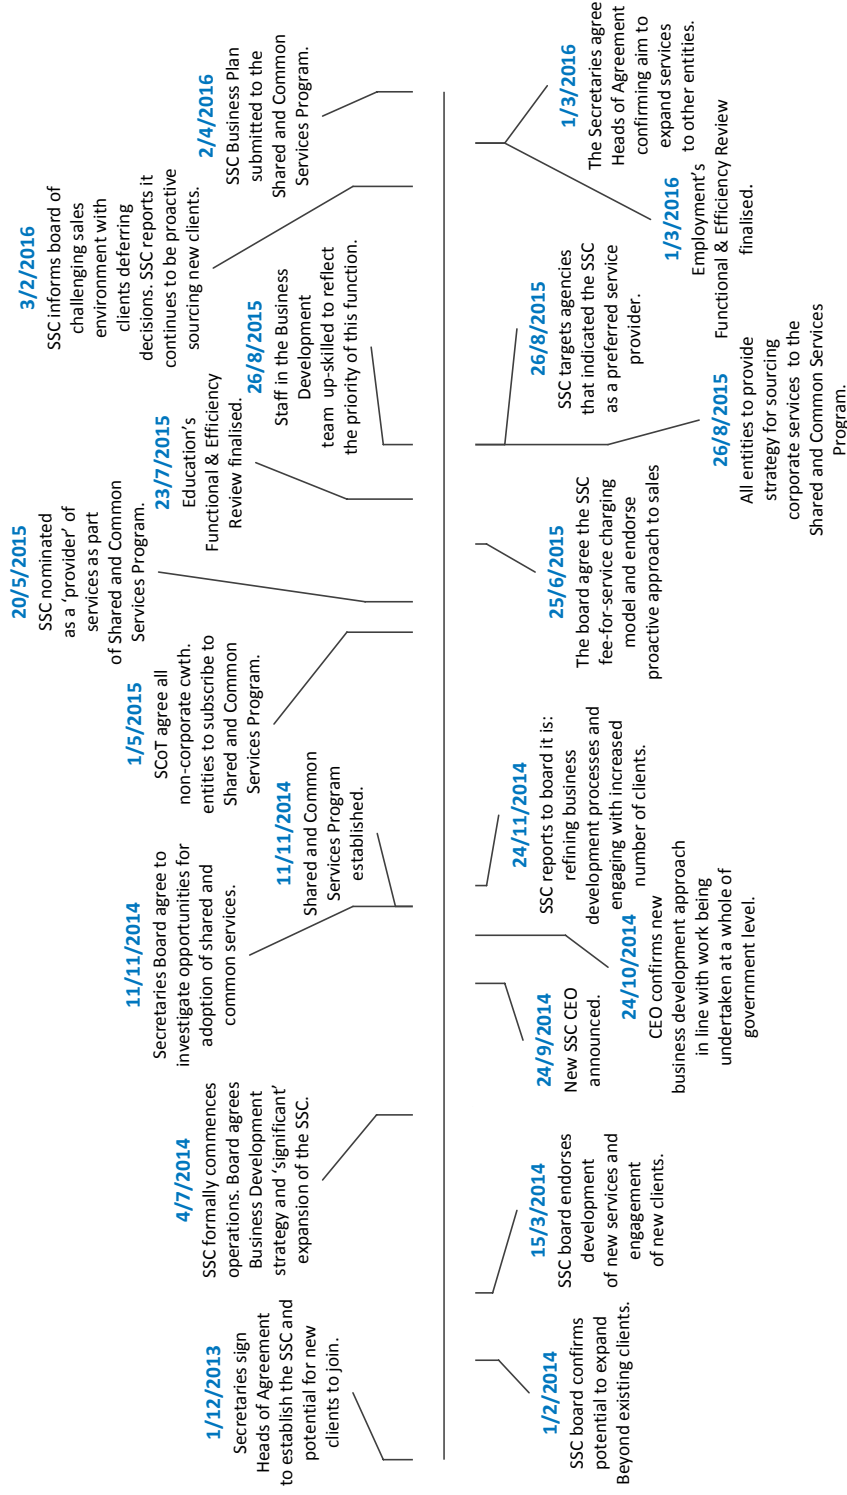 1/12/2013
Secretaries sign
Heads of Agreement
to establish the SSC and
potential for new
clients to join.
4/7/2014
SSC formally commences
operations. Board agrees
Business Development
strategy and ‘significant’
expansion of the SSC.
11/11/2014
Secretaries Board agree to
investigate opportunities for
adoption of shared and
common services.
11/11/2014
Shared and Common
Services Program
established.
1/5/2015
SCoT agree all
non-corporate cwth.
entities to subscribe to
Shared and Common
Services Program.
20/5/2015
SSC nominated
as a ‘provider’ of
services as part
of Shared and Common
Services Program.
23/7/2015
Education’s
Functional & Efficiency
Review finalised.
26/8/2015
Staff in the Business
Development
team up-skilled to reflect
the priority of this function.
3/2/2016
SSC informs board of
challenging sales
environment with
clients deferring
decisions. SSC reports it
continues to be proactive
sourcing new clients.
2/4/2016
SSC Business Plan
submitted to the
Shared and Common
Services Program.
1/2/2014
SSC board confirms
potential to expand
Beyond existing clients.
15/3/2014
SSC board endorses
development
of new services and
engagement
of new clients.
24/9/2014
New SSC CEO
announced.
24/10/2014
CEO confirms new
business development approach
in line with work being
undertaken at a whole of
government level.
24/11/2014
SSC reports to board it is:
refining business
development processes and
engaging with increased
number of clients.
25/6/2015
The board agree the SSC
fee-for-service charging
model and endorse
proactive approach to sales
26/8/2015
SSC targets agencies
that indicated the SSC
as a preferred service
provider.
26/8/2015
All entities to provide
strategy for sourcing
corporate services to the
Shared and Common Services
Program.
1/3/2016
Employment’s
Functional & Efficiency Review
finalised.
1/3/2016
The Secretaries agree
Heads of Agreement
confirming aim to
expand services
to other entities.